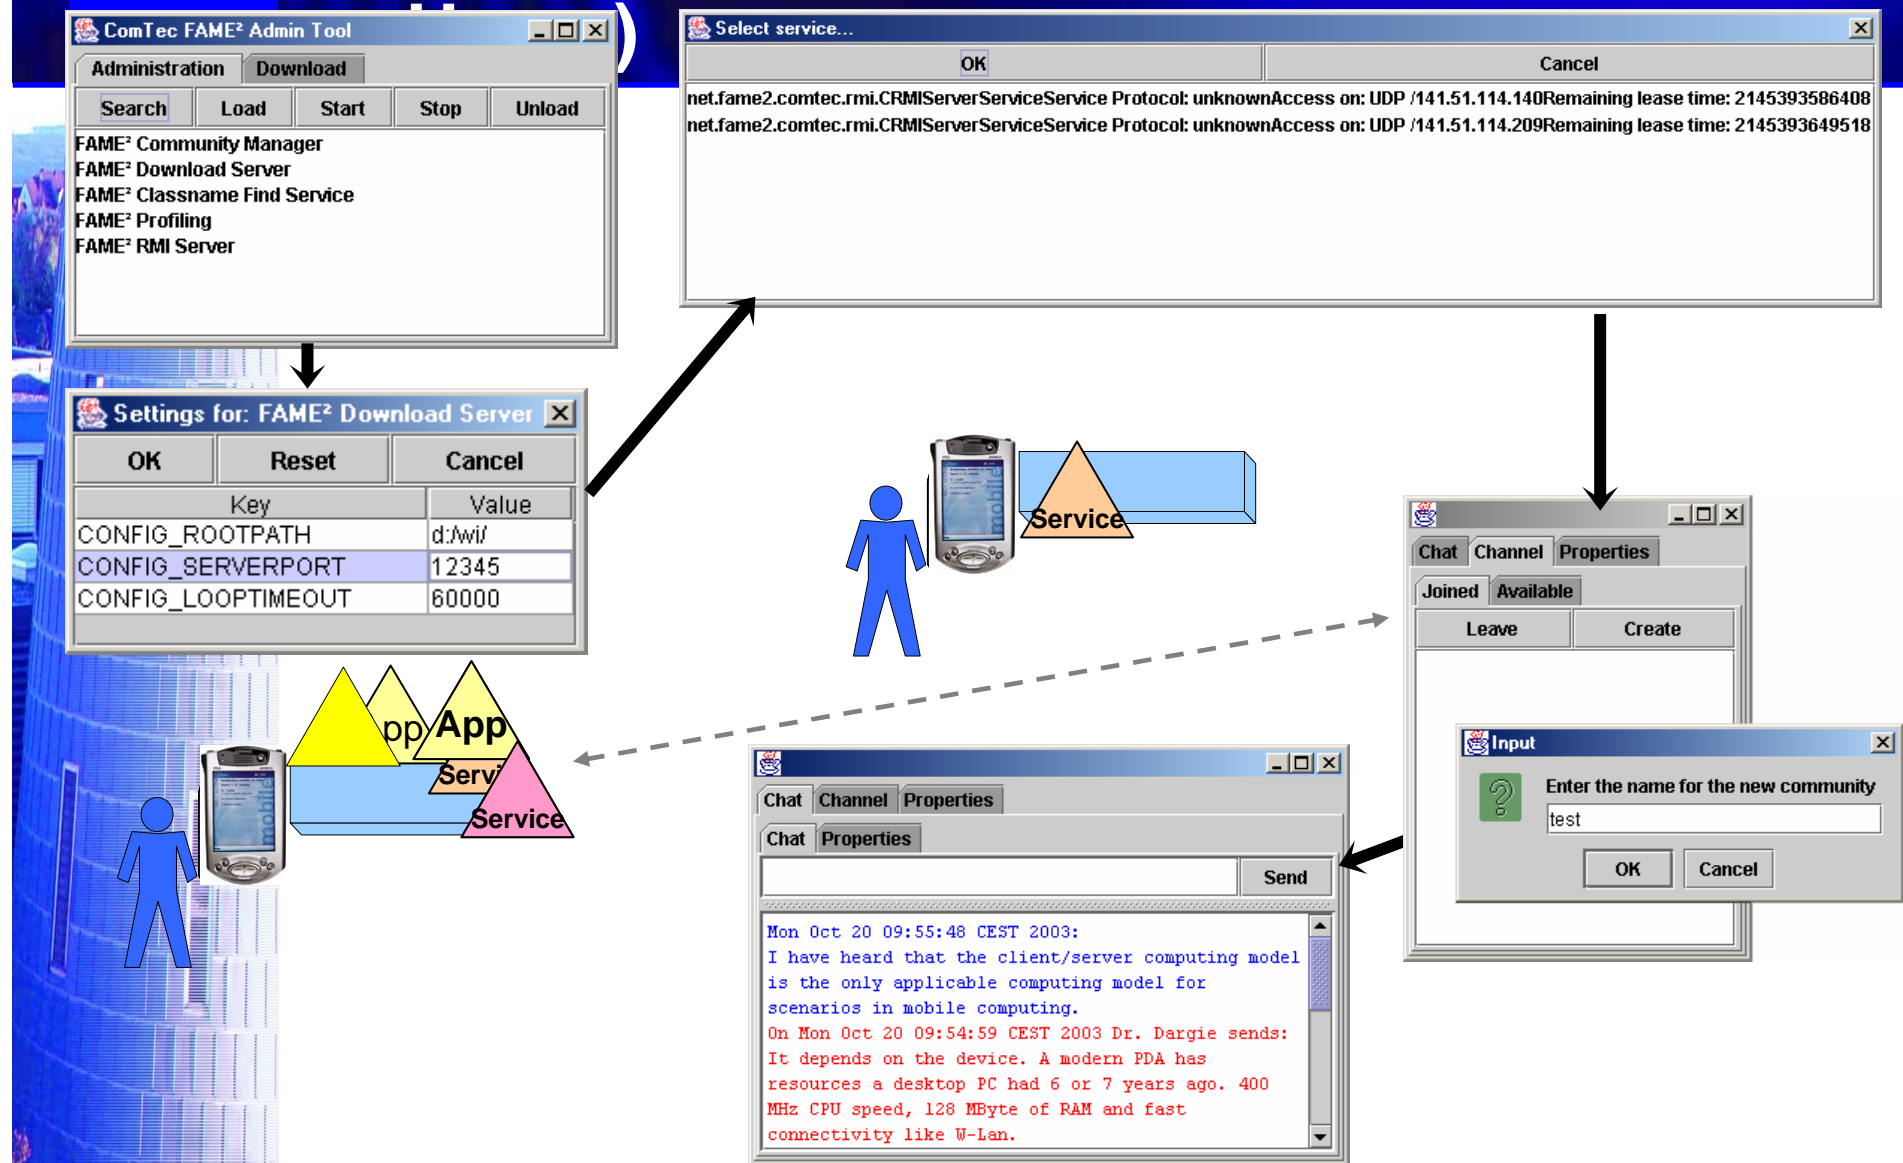 ComTec FAME² Admin Tool
Administration Download
Search Load Start Stop Unload
FAME² Community Manager
FAME² Download Server
FAME² Classname Find Service
FAME² Profiling
FAME² RMI Server
)
Select service...
OK Cancel
net.fame2.comtec.rmi.CRMIServerServiceService Protocol: unknownAccess on: UDP /141.51.114.140Remaining lease time: 2145393586408
net.fame2.comtec.rmi.CRMIServerServiceService Protocol: unknownAccess on: UDP /141.51.114.209Remaining lease time: 2145393649518
Settings for: FAME² Download Server
OK Reset Cancel
Key Value
CONFIG_ROOTPATH d:/wi/
CONFIG_SERVERPORT 12345
CONFIG_LOOPTIMEOUT 60000
Service
Chat Channel Properties
Joined Available
Leave Create
Input
Enter the name for the new community
test
OK Cancel
pp App
Servi
Service
Chat Channel Properties
Chat Properties
Send
Mon Oct 20 09:55:48 CEST 2003:
I have heard that the client/server computing model
is the only applicable computing model for
scenarios in mobile computing.
On Mon Oct 20 09:54:59 CEST 2003 Dr. Dargie sends:
It depends on the device. A modern PDA has
resources a desktop PC had 6 or 7 years ago. 400
MHz CPU speed, 128 MByte of RAM and fast
connectivity like W-Lan.